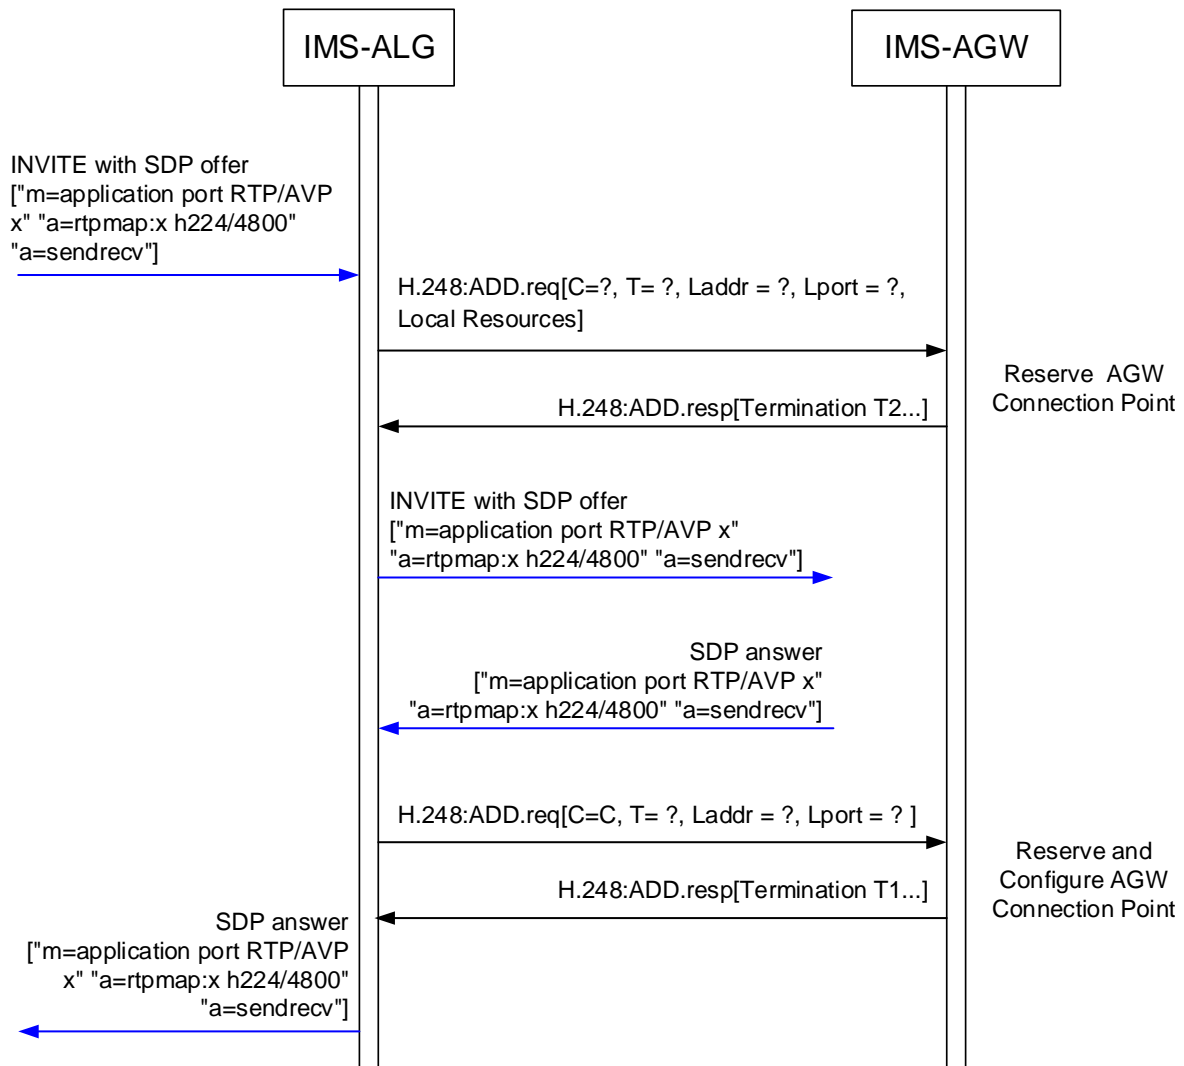 IMS-ALG
IMS-AGW
INVITE with SDP offer
["m=application port RTP/AVP
x" "a=rtpmap:x h224/4800"
"a=sendrecv"]
H.248:ADD.req[C=?, T= ?, Laddr = ?, Lport = ?,
Local Resources]
Reserve AGW
Connection Point
H.248:ADD.resp[Termination T2...]
INVITE with SDP offer
["m=application port RTP/AVP x"
"a=rtpmap:x h224/4800" "a=sendrecv"]
SDP answer
["m=application port RTP/AVP x"
"a=rtpmap:x h224/4800" "a=sendrecv"]
H.248:ADD.req[C=C, T= ?, Laddr = ?, Lport = ? ]
Reserve and
Configure AGW
Connection Point
H.248:ADD.resp[Termination T1...]
SDP answer
["m=application port RTP/AVP
x" "a=rtpmap:x h224/4800"
"a=sendrecv"]